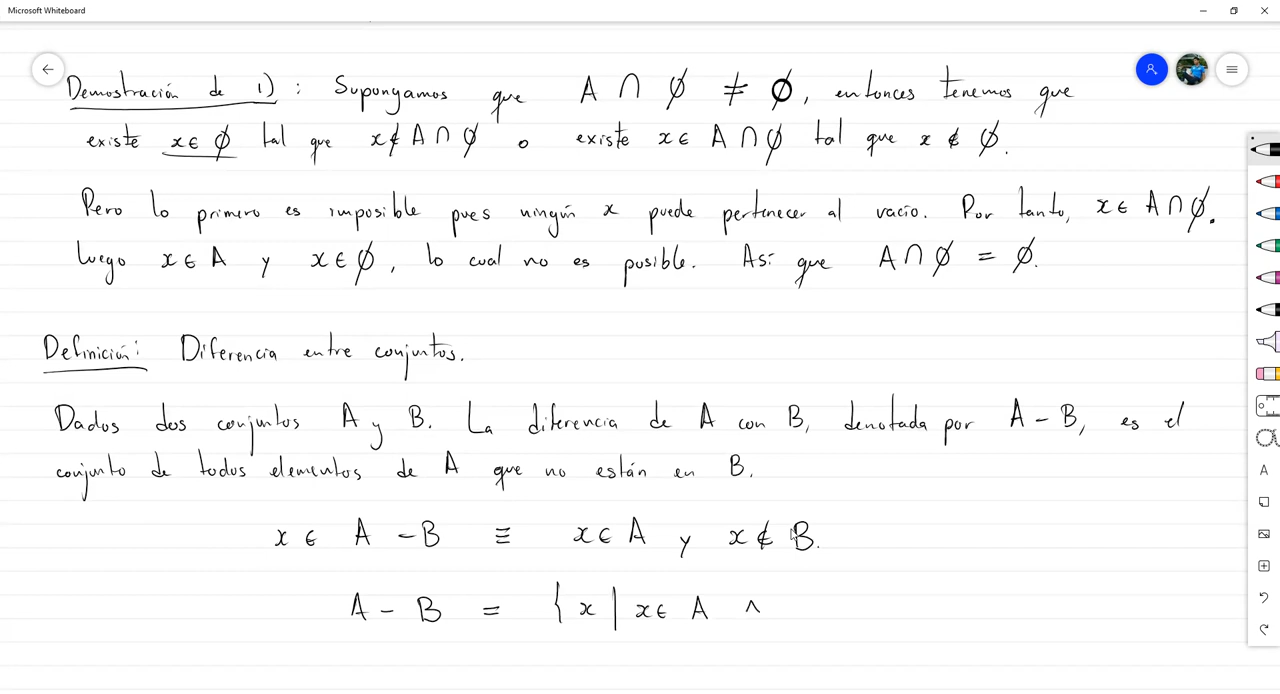 Microsoft Whiteboard
Demostración de 1) : Supongamos que A ∩ ∅ ≠ ∅, entonces tenemos que
existe x ∈ ∅ tal que x ∉ A ∩ ∅ o existe x ∈ A ∩ ∅ tal que x ∉ ∅.
Pero lo primero es imposible pues ningún x puede pertenecer al vacío. Por tanto, x ∈ A ∩ ∅.
luego x ∈ A y x ∈ ∅, lo cual no es posible. Así que A ∩ ∅ = ∅.
Definición: Diferencia entre conjuntos.
Dados dos conjuntos A y B. La diferencia de A con B, denotada por A - B, es el
conjunto de todos elementos de A que no están en B.
x ∈ A - B ≡ x ∈ A y x ∉ B.
A - B = { x | x ∈ A ∧
A